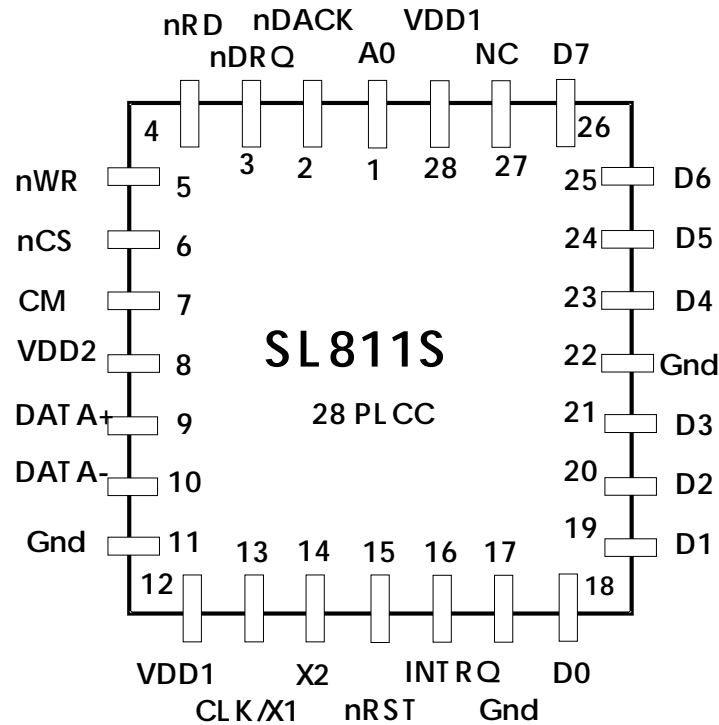 nRD nDACK VDD1
nDRQ A0 NC D7
4 3 2 1 28 27 26
nWR 5 25 D6
nCS 6 24 D5
CM 7 23 D4
SL811S
VDD2 8 22 Gnd
28 PLCC
DATA+ 9 21 D3
DATA- 10 20 D2
Gnd 11 19 D1
12 13 14 15 16 17 18
VDD1 X2 INTRQ D0
CLK/X1 nRST Gnd